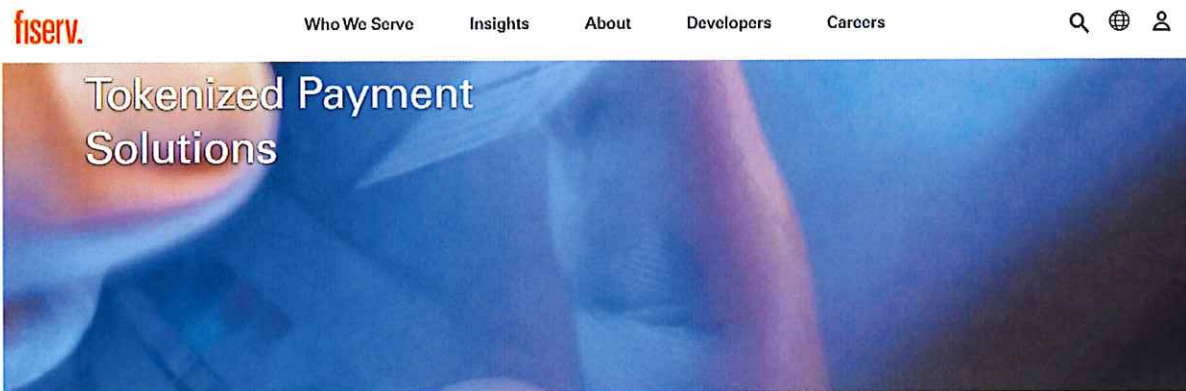 fiserv.
Who We Serve Insights About Developers Careers
Tokenized Payment
Solutions